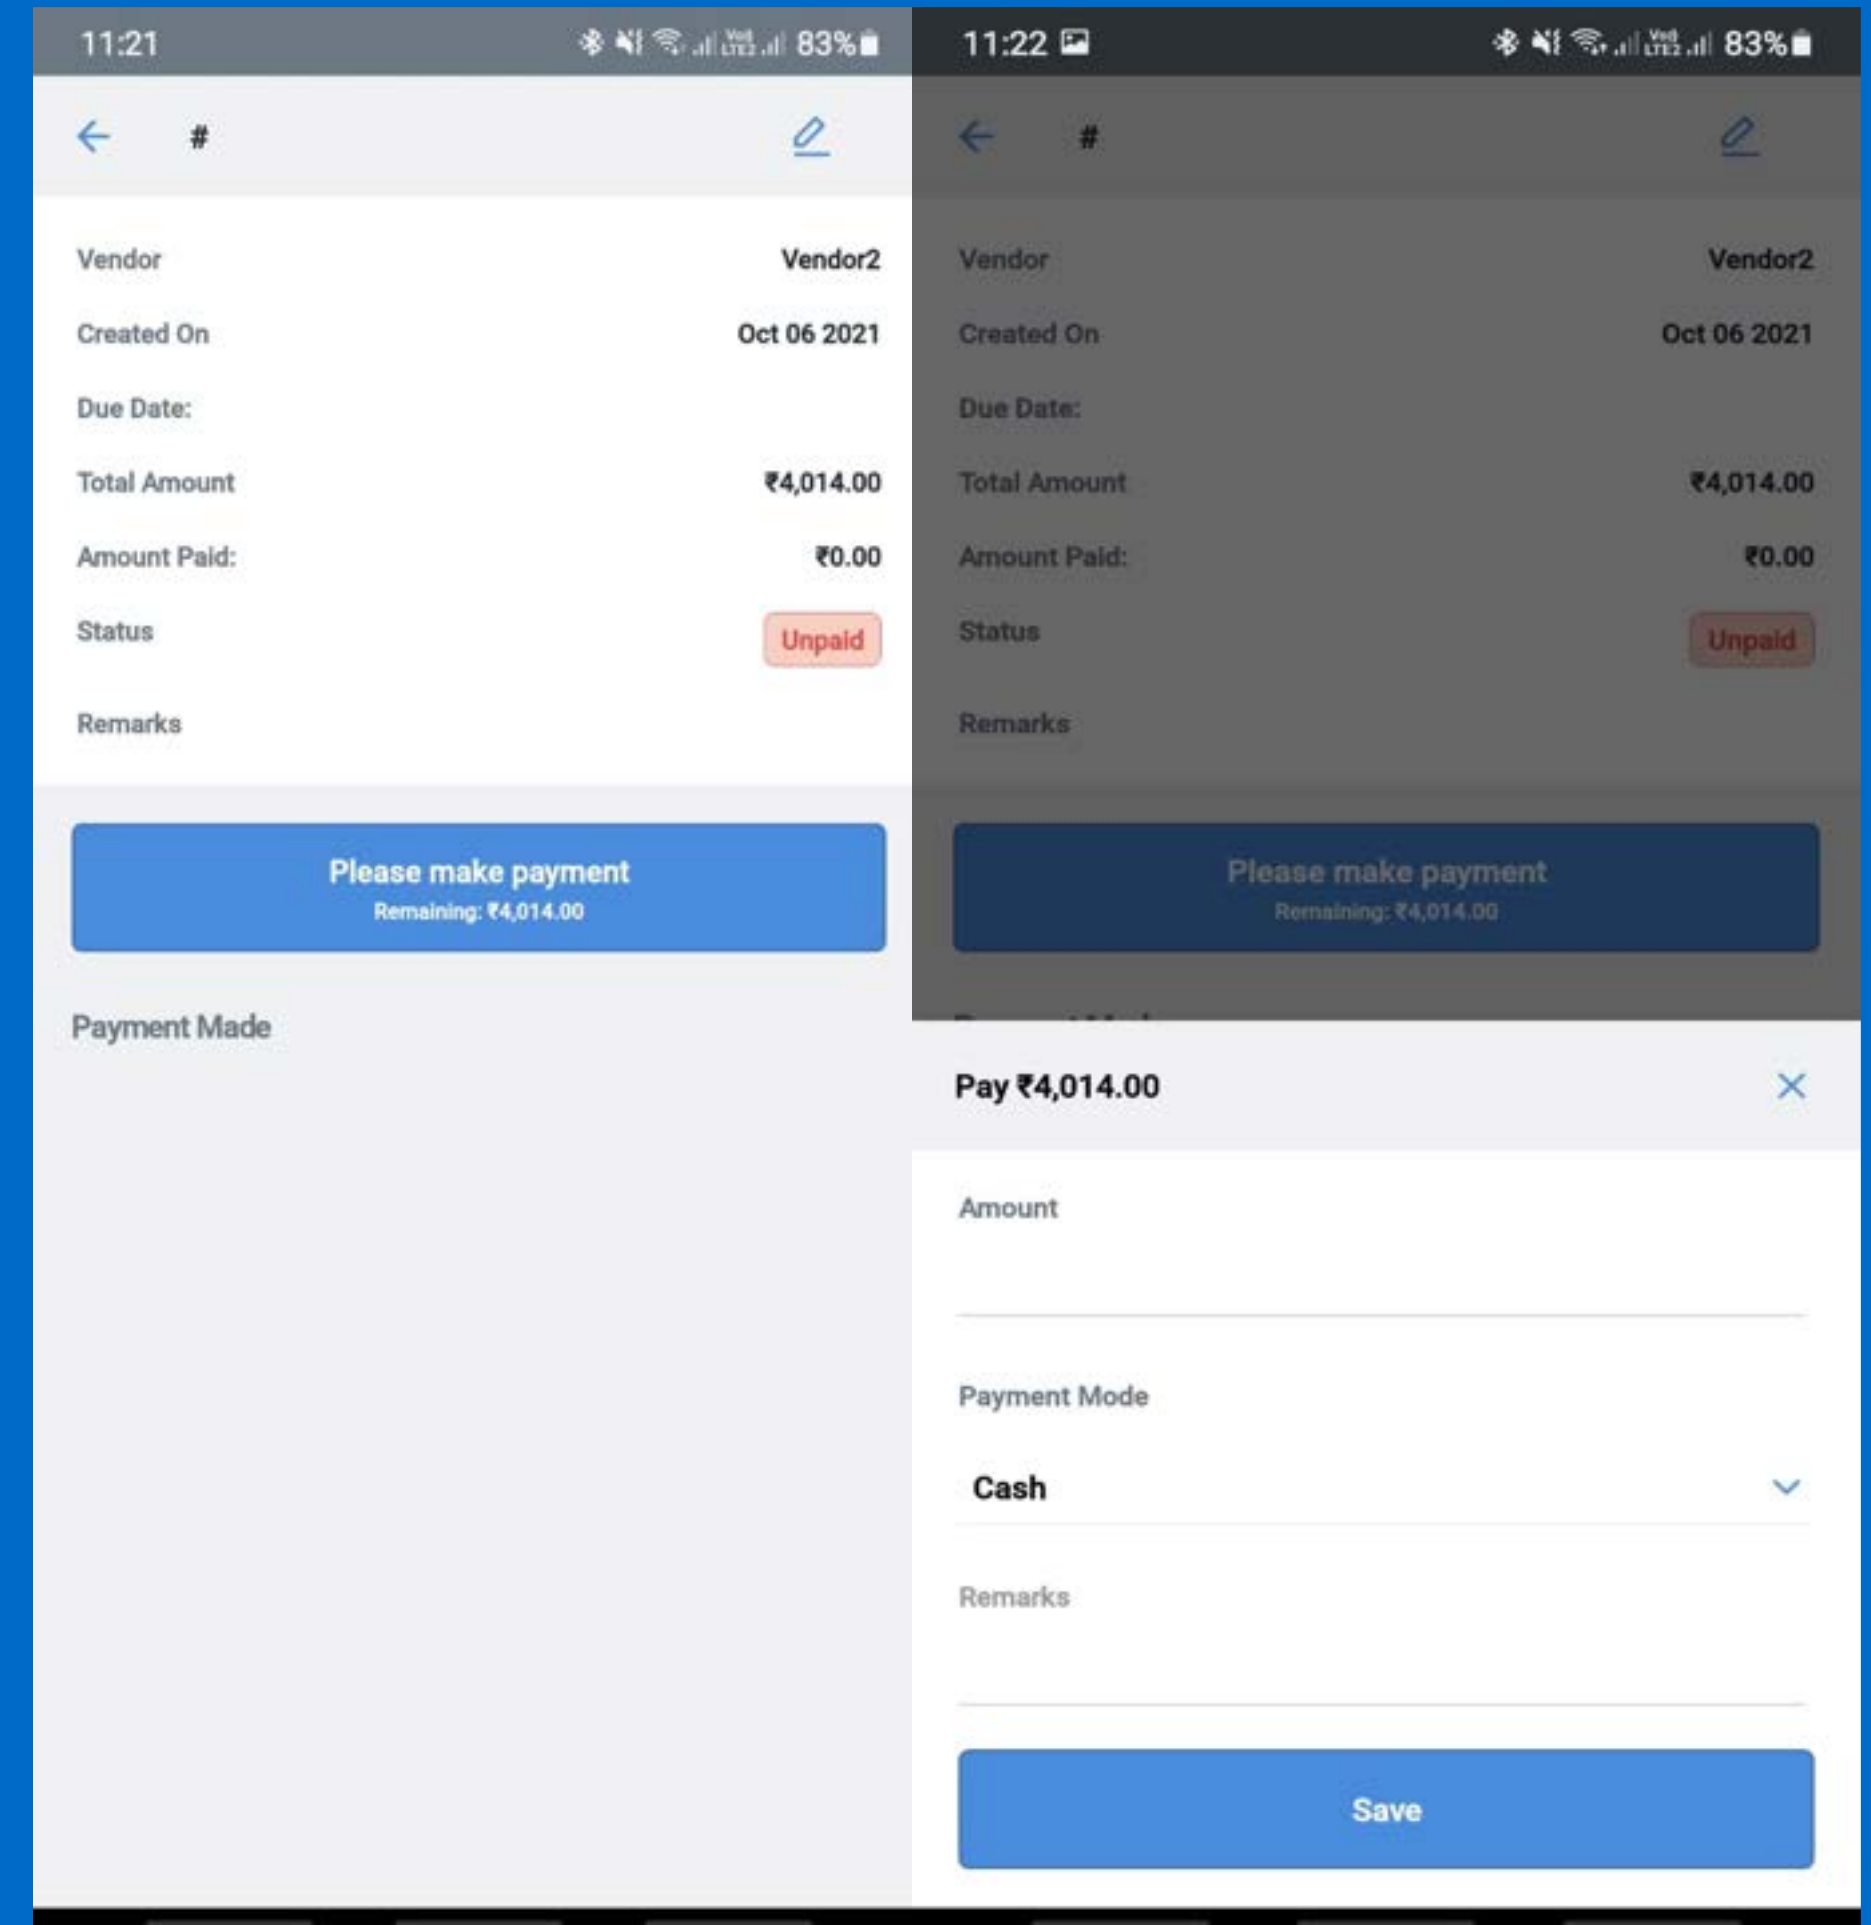 11:21 83%
#
Vendor Vendor2
Created On Oct 06 2021
Due Date:
Total Amount ₹4,014.00
Amount Paid: ₹0.00
Status Unpaid
Remarks
Please make payment
Remaining: ₹4,014.00
Payment Made
11:22 83%
#
Vendor Vendor2
Created On Oct 06 2021
Due Date:
Total Amount ₹4,014.00
Amount Paid: ₹0.00
Status Unpaid
Remarks
Please make payment
Remaining: ₹4,014.00
Pay ₹4,014.00
Amount
Payment Mode
Cash
Remarks
Save